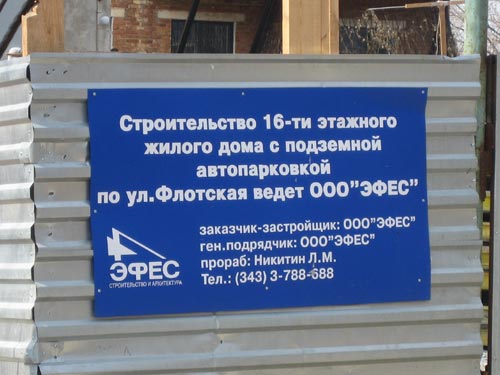 Строительство 16-ти этажного
жилого дома с подземной
автопарковкой
по ул.Флотская ведет ООО"ЭФЕС"
заказчик-застройщик: ООО"ЭФЕС"
ген.подрядчик: ООО"ЭФЕС"
прораб: Никитин Л.М.
Тел.: (343) 3-788-688
ЭФЕС
СТРОИТЕЛЬСТВО И АРХИТЕКТУРА